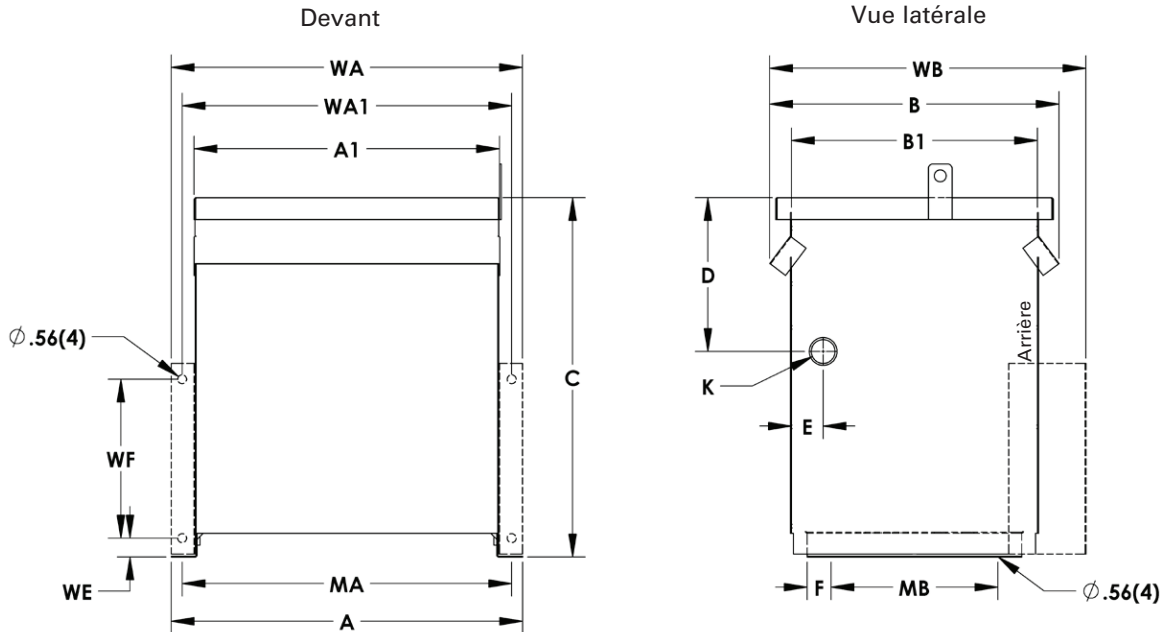 Devant
Vue latérale
WA
WB
WA1
B
A1
B1
D
Arrière
Ø.56(4)
C
K
E
WF
WE
MA
F
MB
Ø.56(4)
A